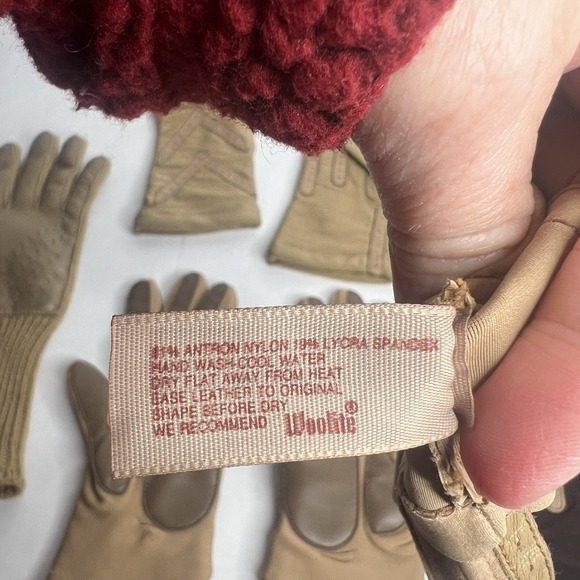 81% ANTRON NYLON 19% LYCRA SPANDEX
HAND WASH COOL WATER
DRY FLAT AWAY FROM HEAT
EASE LEATHER TO ORIGINAL
SHAPE BEFORE DRY
WE RECOMMEND Woolite®